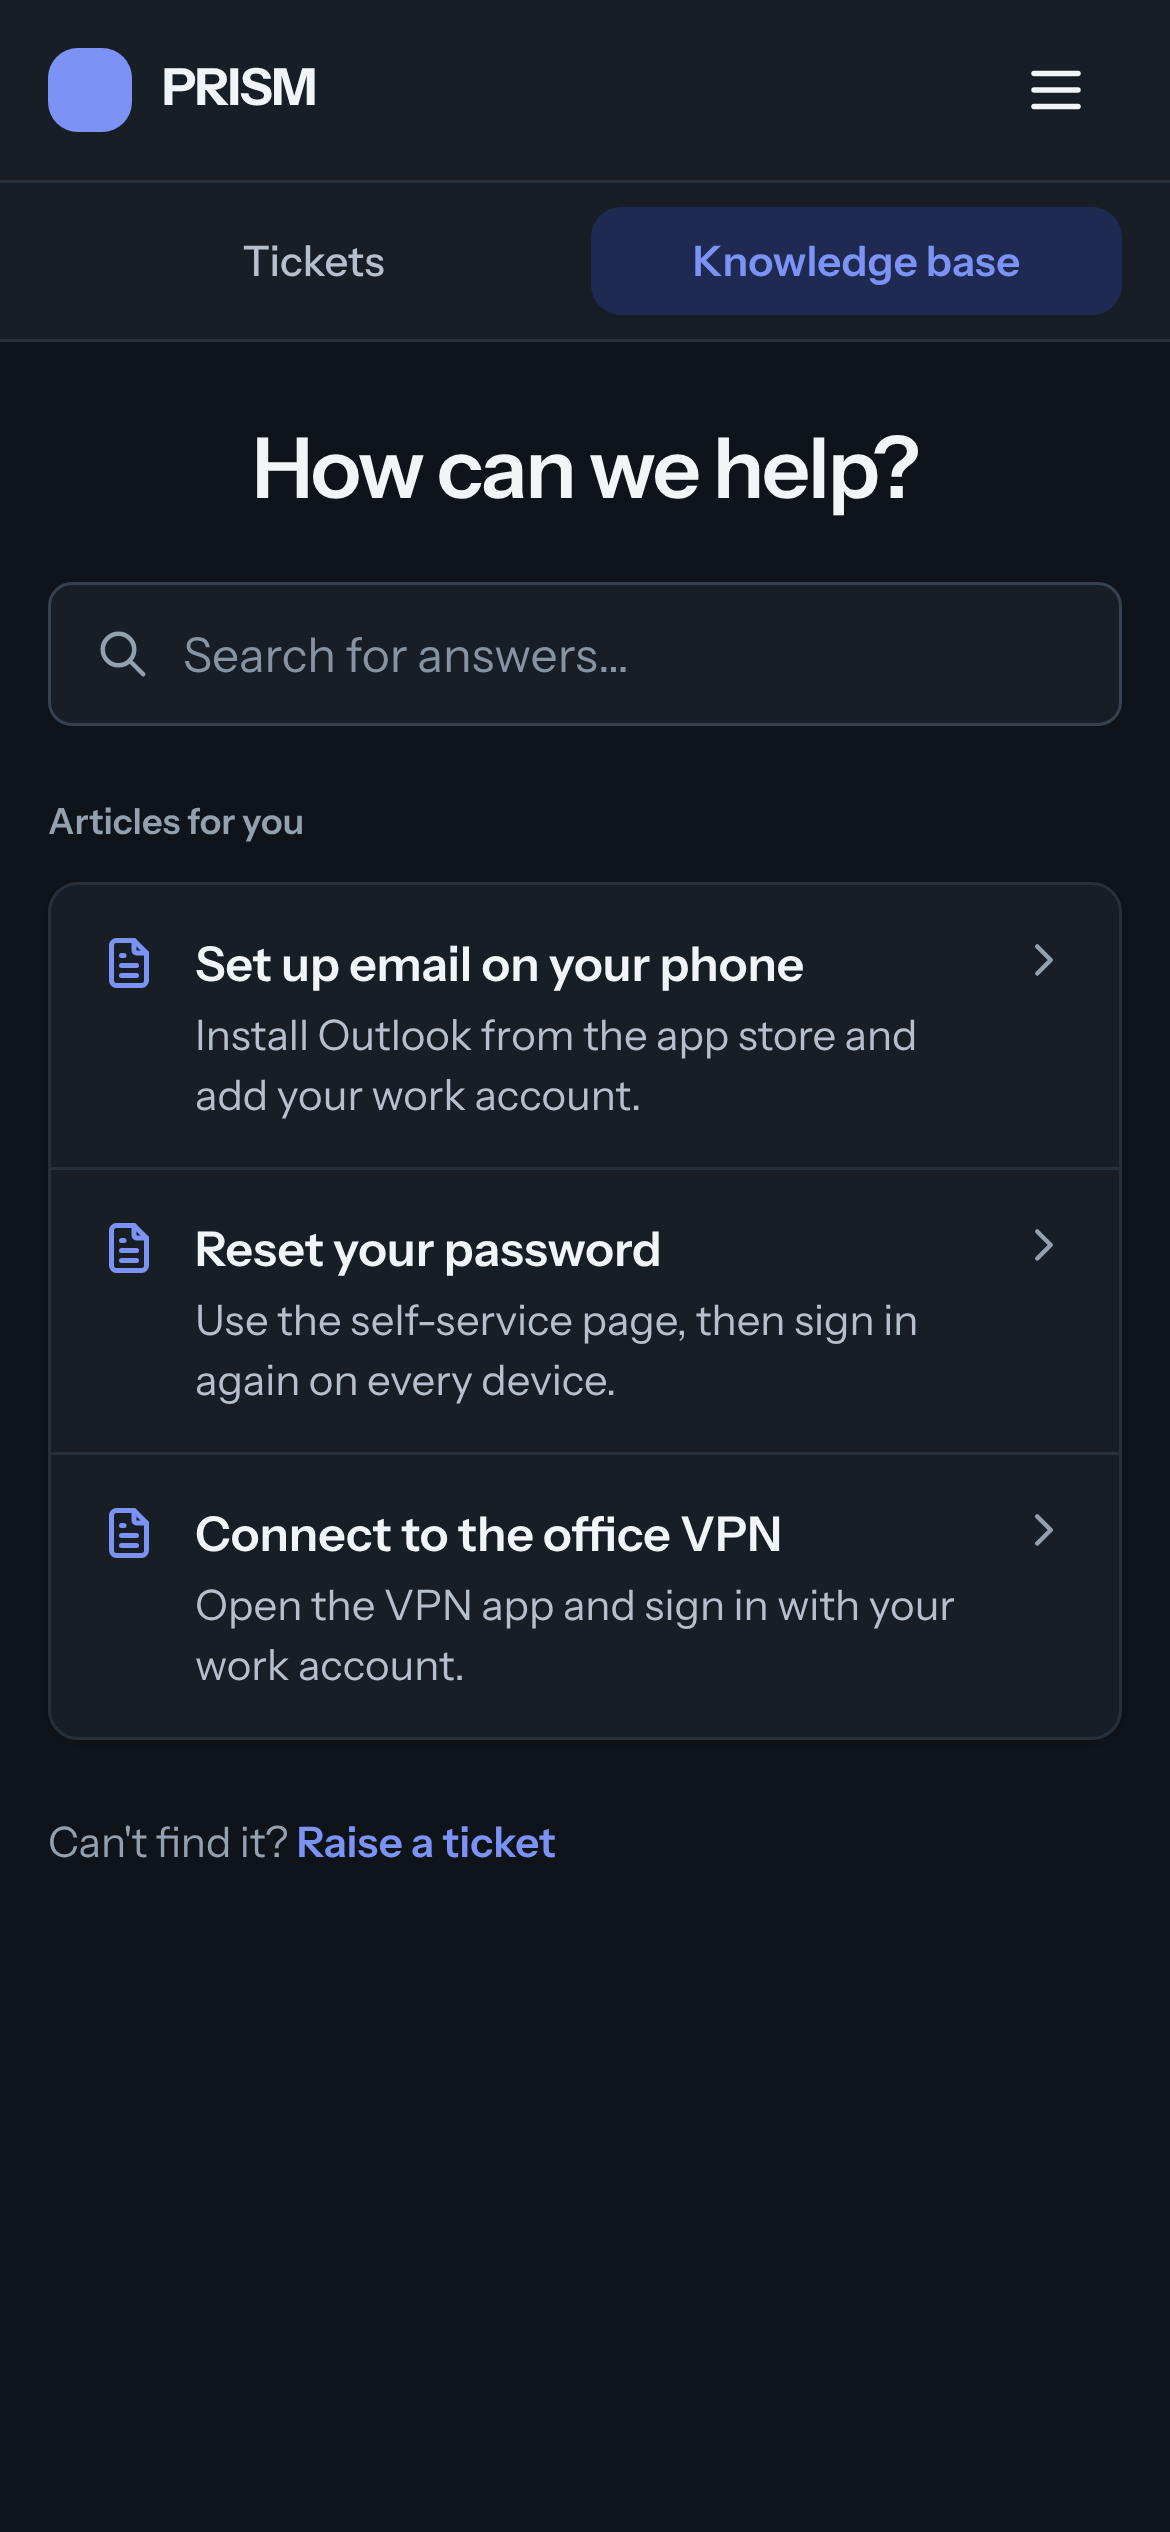 PRISM
Tickets
Knowledge base
How can we help?
Search for answers...
Articles for you
Set up email on your phone
Install Outlook from the app store and
add your work account.
Reset your password
Use the self-service page, then sign in
again on every device.
Connect to the office VPN
Open the VPN app and sign in with your
work account.
Can't find it? Raise a ticket